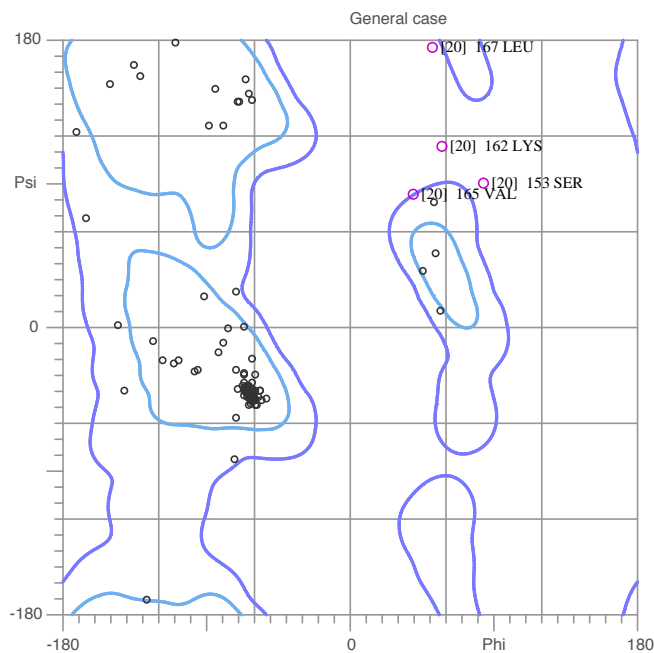 General case
180
[20] 167 LEU
[20] 162 LYS
Psi
[20] 153 SER
[20] 165 VAL
0
-180
-180
0
Phi
180